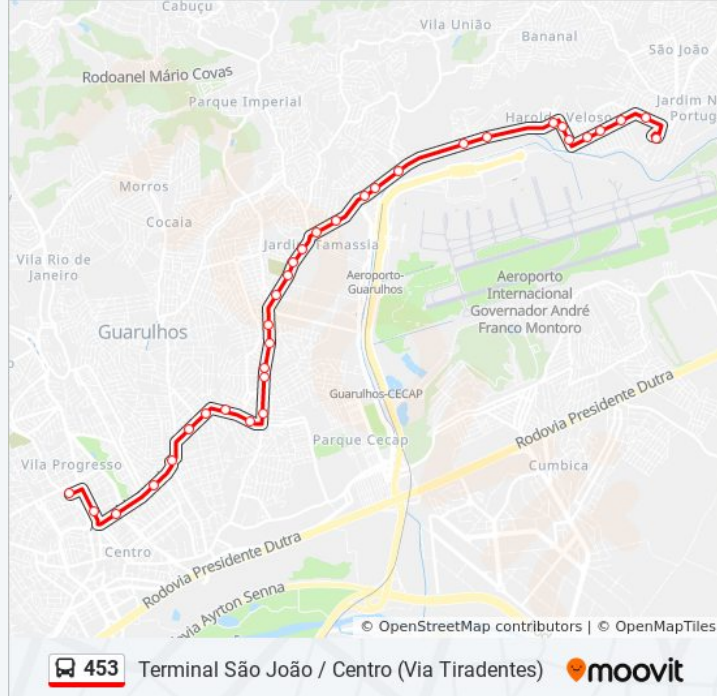 Cabuçu
Vila União
Bananal
São João
Rodoanel Mário Covas
Parque Imperial
Jardim N
Portug
Haroldo Veloso
Morros
Cocaia
Vila Rio de
Janeiro
Jardim Tamassia
Aeroporto-
Guarulhos
Aeroporto
Internacional
Governador André
Franco Montoro
Guarulhos
Guarulhos-CECAP
Parque Cecap
Rodovia Presidente Dutra
Cumbica
Vila Progresso
Centro
Rodovia Presidente Dutra
via Ayrton Senna
© OpenStreetMap contributors | © OpenMapTiles
453 Terminal São João / Centro (Via Tiradentes) moovit